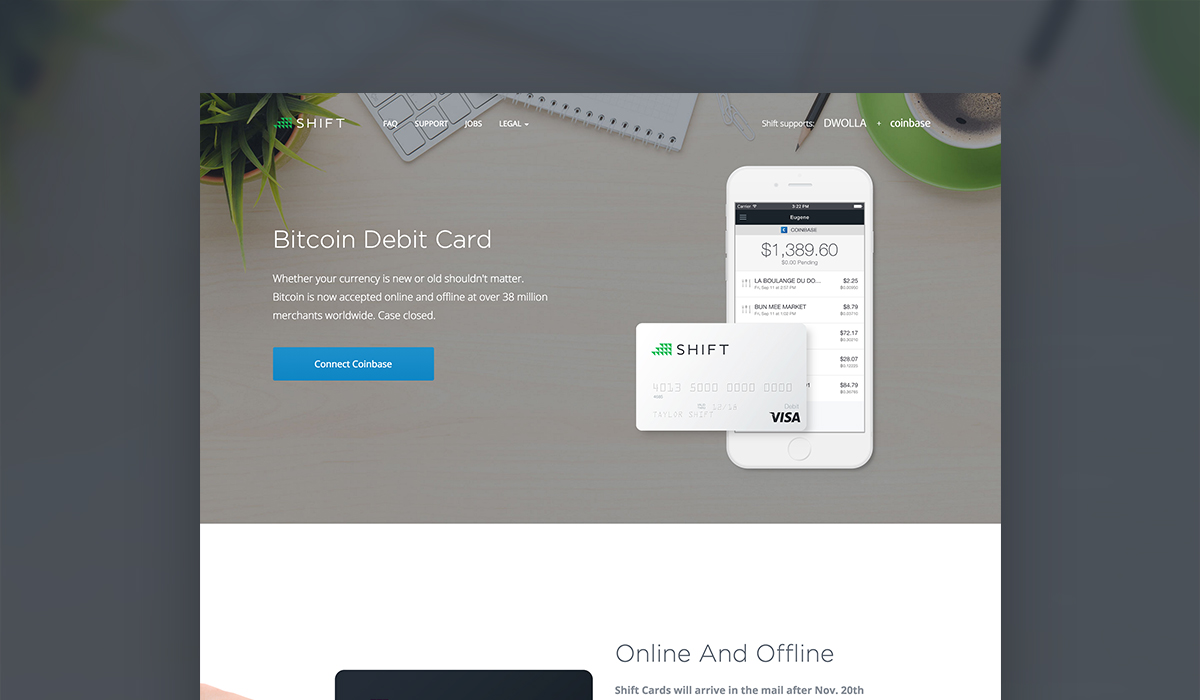 SHIFT
FAQ SUPPORT JOBS LEGAL
Shift supports: DWOLLA + coinbase
Bitcoin Debit Card
Whether your currency is new or old shouldn't matter.
Bitcoin is now accepted online and offline at over 38 million
merchants worldwide. Case closed.
Connect Coinbase
Carrier 3:22 PM
Eugene
COINBASE
$1,389.60
$0.00 Pending
LA BOULANGE DU DO... $2.25
Fri, Sep 11 at 2:57 PM
BUN MEE MARKET $8.79
Fri, Sep 11 at 1:02 PM
$72.17
$28.07
$84.79
SHIFT
4013 5000 0000 0000
4000
12/18
Debit
TAYLOR SHIFT
VISA
Online And Offline
Shift Cards will arrive in the mail after Nov. 20th